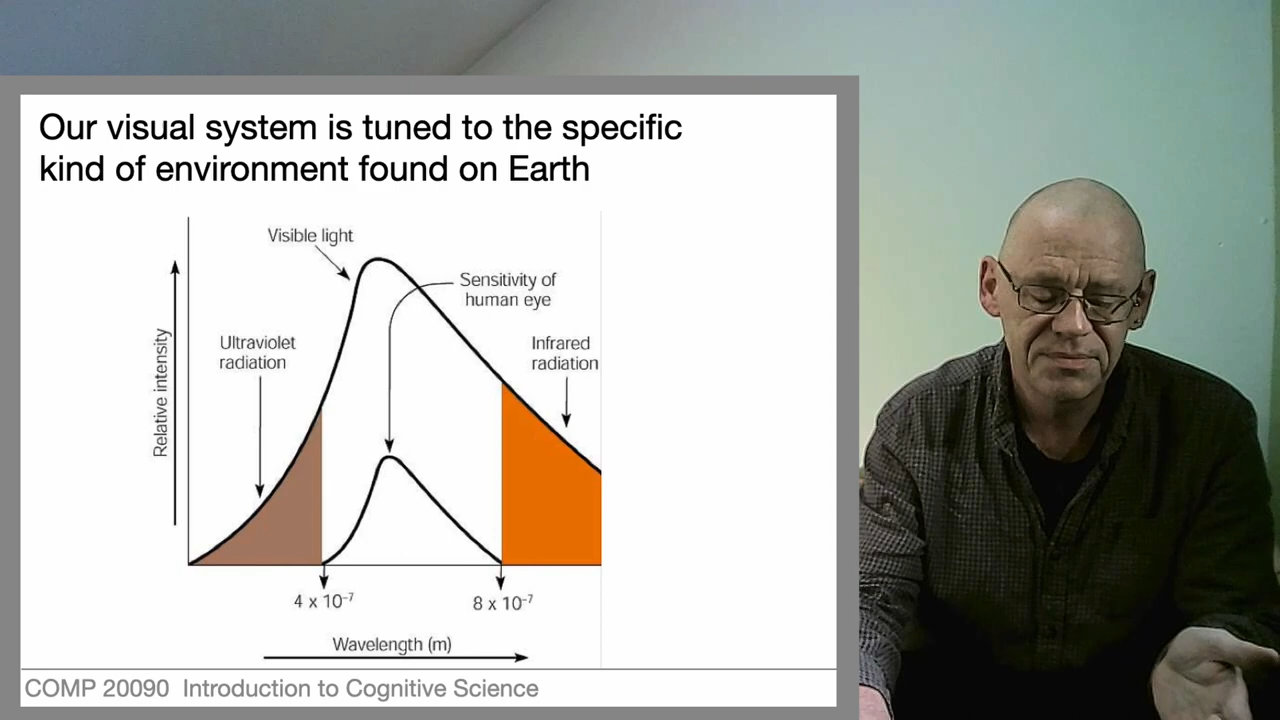 Our visual system is tuned to the specific
kind of environment found on Earth
Visible light
Sensitivity of
human eye
Ultraviolet
radiation
Infrared
radiation
Relative intensity
4 x 10⁻⁷
8 x 10⁻⁷
Wavelength (m)
COMP 20090 Introduction to Cognitive Science